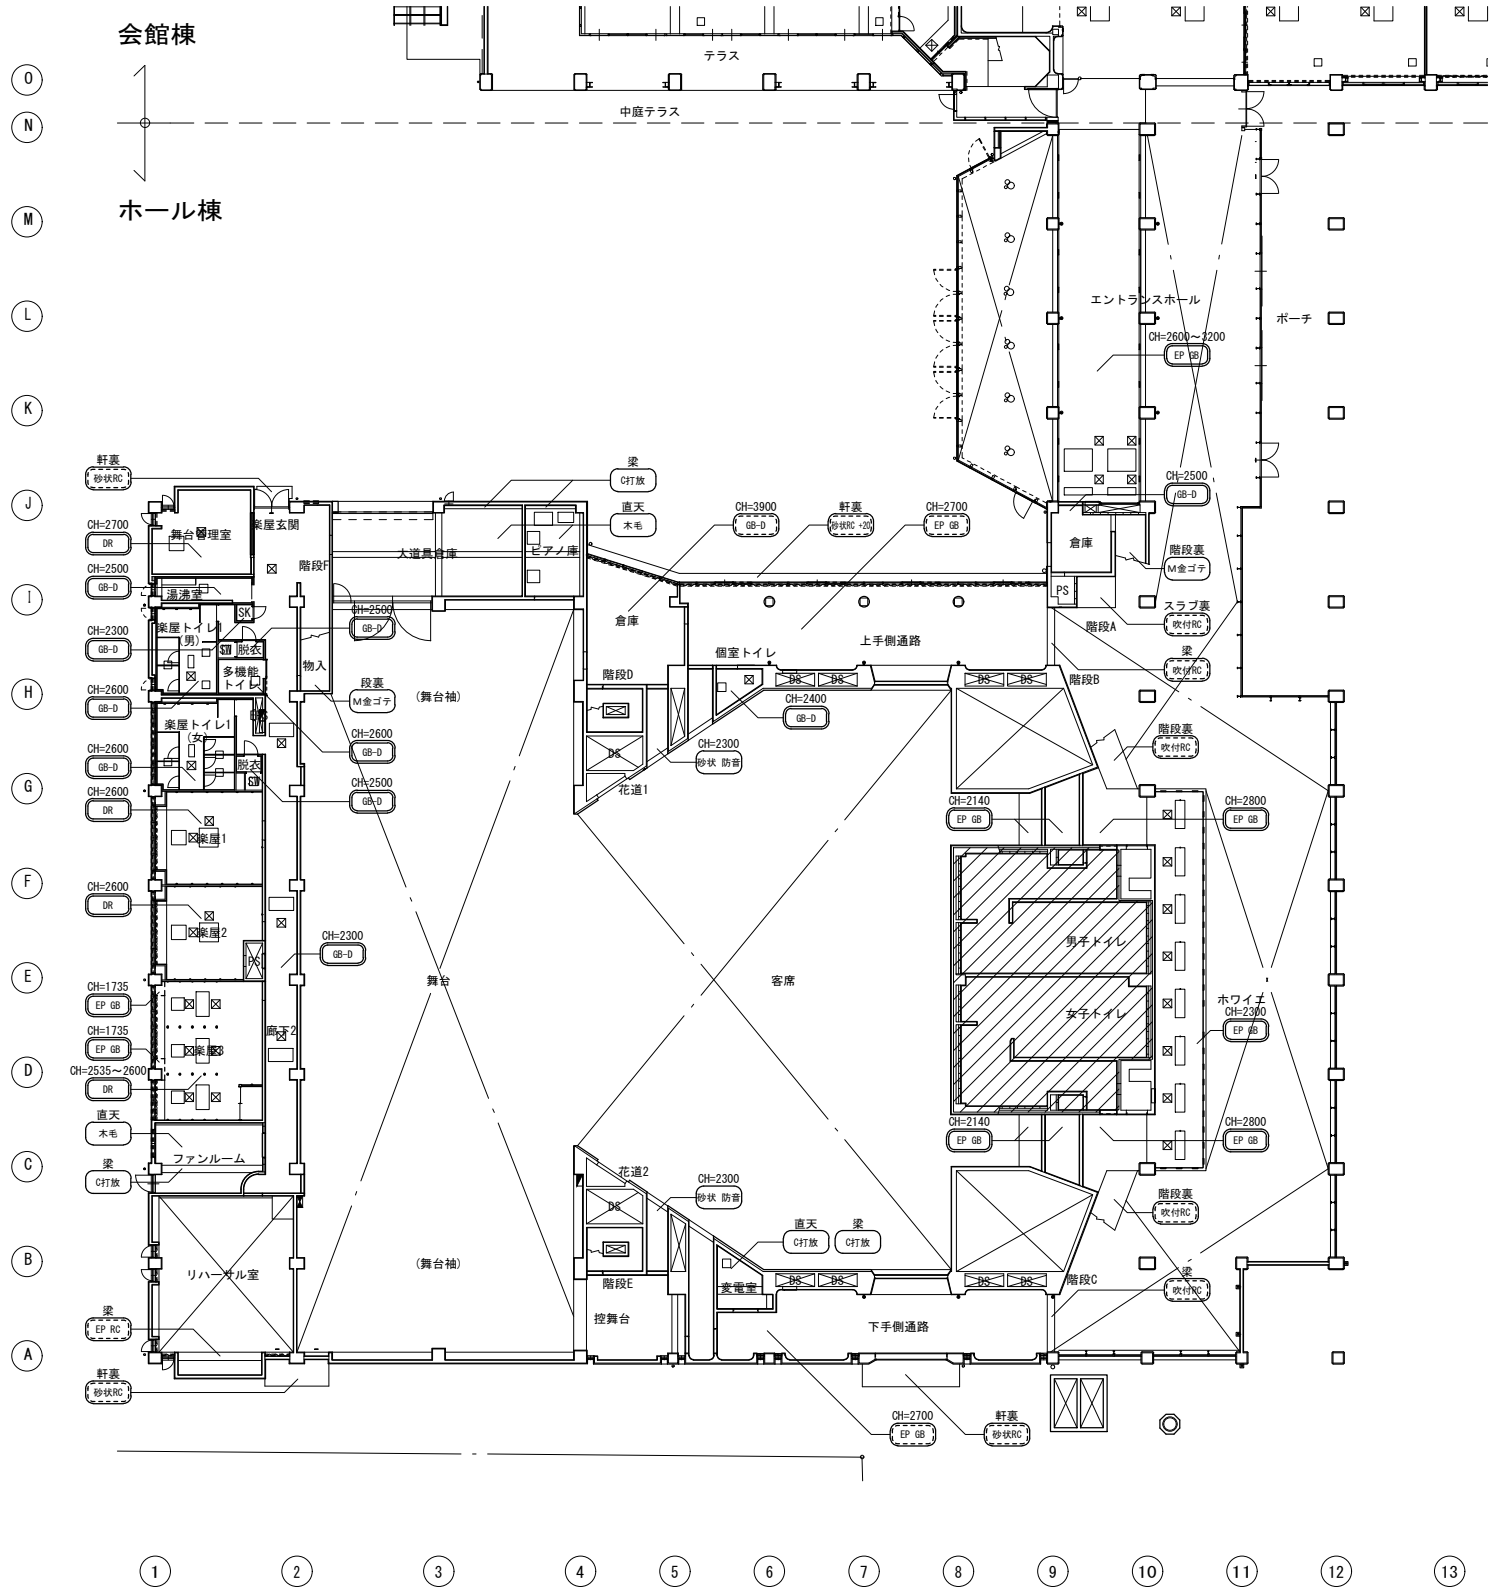 会館棟
ホール棟
テラス
中庭テラス
O
N
M
L
K
J
I
H
G
F
E
D
C
B
A
エントランスホール
ポーチ
CH=2600～3200
EP GB
CH=2500
GB-D
倉庫
階段裏
M金ゴテ
PS
スラブ裏
吹付RC
階段A
梁
吹付RC
階段B
軒裏
砂状RC
CH=2700
DR
CH=2500
GB-D
CH=2300
GB-D
CH=2600
GB-D
CH=2600
GB-D
CH=2600
DR
CH=2600
DR
CH=1735
EP GB
CH=1735
EP GB
CH=2535～2600
DR
直天
木毛
梁
C打放
梁
EP RC
軒裏
砂状RC
舞台管理室
楽屋玄関
湯沸室
階段F
SK
楽屋トイレ1
(男)
SW
脱衣
多機能
トイレ
物入
楽屋トイレ1
(女)
脱衣
SW
楽屋1
楽屋2
PS
廊下2
楽屋3
ファンルーム
リハーサル室
大道具倉庫
ピアノ庫
梁
C打放
直天
木毛
CH=2500
GB-D
段裏
M金ゴテ
CH=2600
GB-D
CH=2500
GB-D
CH=2300
GB-D
(舞台袖)
舞台
(舞台袖)
CH=3900
GB-D
軒裏
砂状RC +20
CH=2700
EP GB
倉庫
上手側通路
個室トイレ
階段D
DS
DS
DS
DS
CH=2400
GB-D
CH=2300
砂状 防音
DS
花道1
客席
階段裏
吹付RC
CH=2140
EP GB
CH=2800
EP GB
男子トイレ
女子トイレ
ホワイエ
CH=2300
EP GB
CH=2140
EP GB
CH=2800
EP GB
花道2
CH=2300
砂状 防音
DS
階段裏
吹付RC
直天
C打放
梁
C打放
階段E
変電室
DS
DS
DS
DS
階段C
梁
吹付RC
控舞台
下手側通路
CH=2700
EP GB
軒裏
砂状RC
1
2
3
4
5
6
7
8
9
10
11
12
13